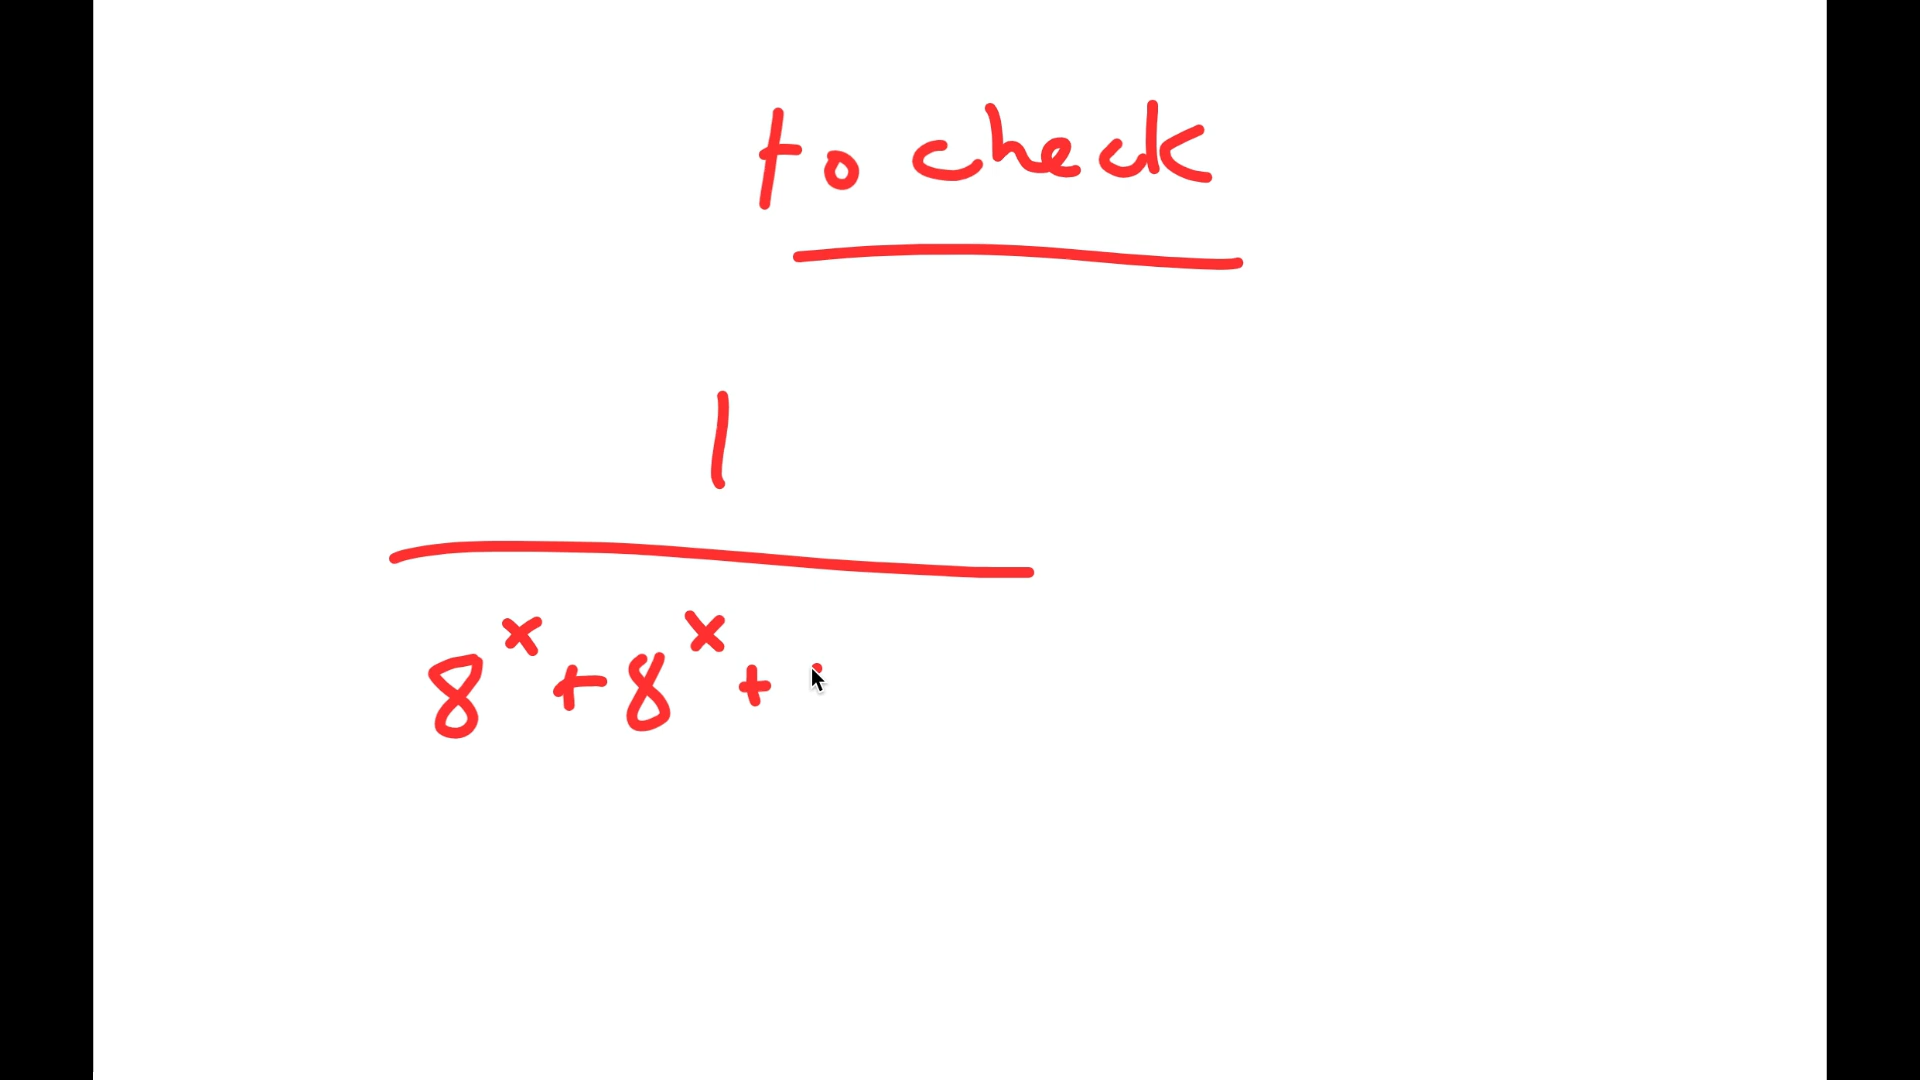 to check
1
8^x + 8^x +